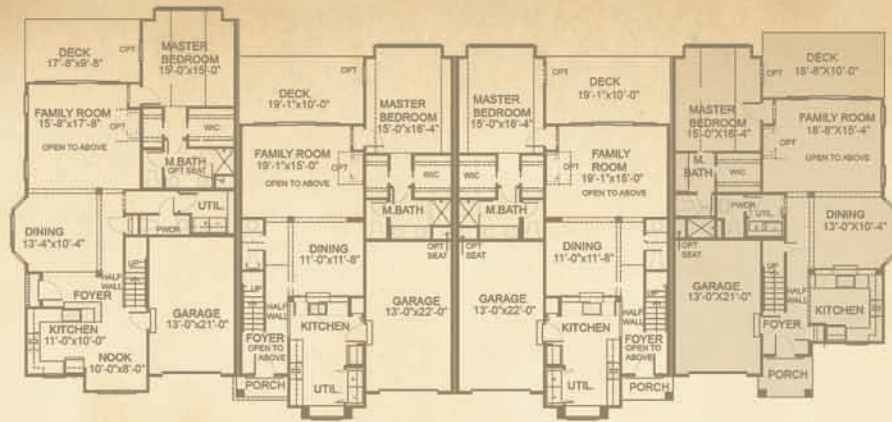 DECK
17'-8"x9'-8"
OPT
MASTER
BEDROOM
15'-0"x15'-0"
FAMILY ROOM
15'-8"x17'-8"
OPT
OPEN TO ABOVE
WIC
M.BATH
OPT SEAT
DINING
13'-4"x10'-4"
UTIL.
PWDR
UP
HALF
WALL
FOYER
GARAGE
13'-0"x21'-0"
KITCHEN
11'-0"x10'-0"
NOOK
10'-0"x8'-0"
DECK
19'-1"x10'-0"
OPT
MASTER
BEDROOM
15'-0"x16'-4"
FAMILY ROOM
19'-1"x15'-0"
OPEN TO ABOVE
OPT
WIC
M.BATH
OPT
SEAT
DINING
11'-0"x11'-8"
UP
HALF
WALL
GARAGE
13'-0"x22'-0"
FOYER
OPEN TO
ABOVE
KITCHEN
UTIL.
PORCH
MASTER
BEDROOM
15'-0"x16'-4"
OPT
DECK
19'-1"x10'-0"
FAMILY
ROOM
19'-1"x15'-0"
OPEN TO ABOVE
OPT
WIC
M.BATH
OPT
SEAT
DINING
11'-0"x11'-8"
GARAGE
13'-0"x22'-0"
UP
HALF
WALL
KITCHEN
FOYER
OPEN TO
ABOVE
UTIL.
PORCH
OPT
DECK
18'-8"X10'-0"
MASTER
BEDROOM
15'-0"X16'-4"
FAMILY ROOM
18'-8"X15'-4"
OPEN TO ABOVE
M.
BATH
WIC
PWDR
UTIL.
DINING
13'-0"X10'-4"
OPT
SEAT
GARAGE
13'-0"X21'-0"
UP
HALF
WALL
FOYER
KITCHEN
PORCH